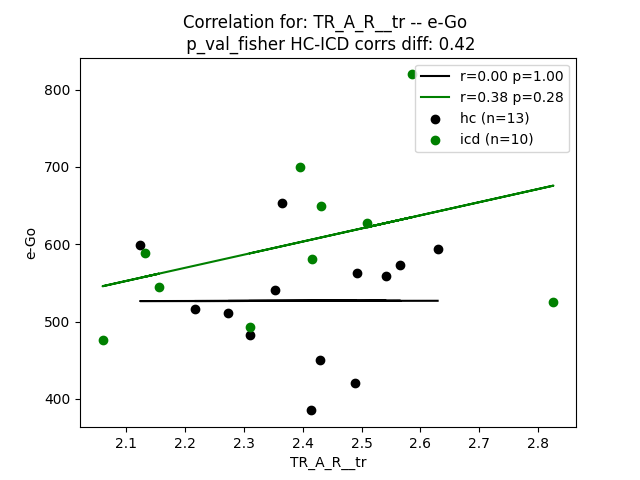 Correlation for: TR_A_R__tr -- e-Go
p_val_fisher HC-ICD corrs diff: 0.42
r=0.00 p=1.00
r=0.38 p=0.28
hc (n=13)
icd (n=10)
800
700
600
500
400
e-Go
2.1 2.2 2.3 2.4 2.5 2.6 2.7 2.8
TR_A_R__tr